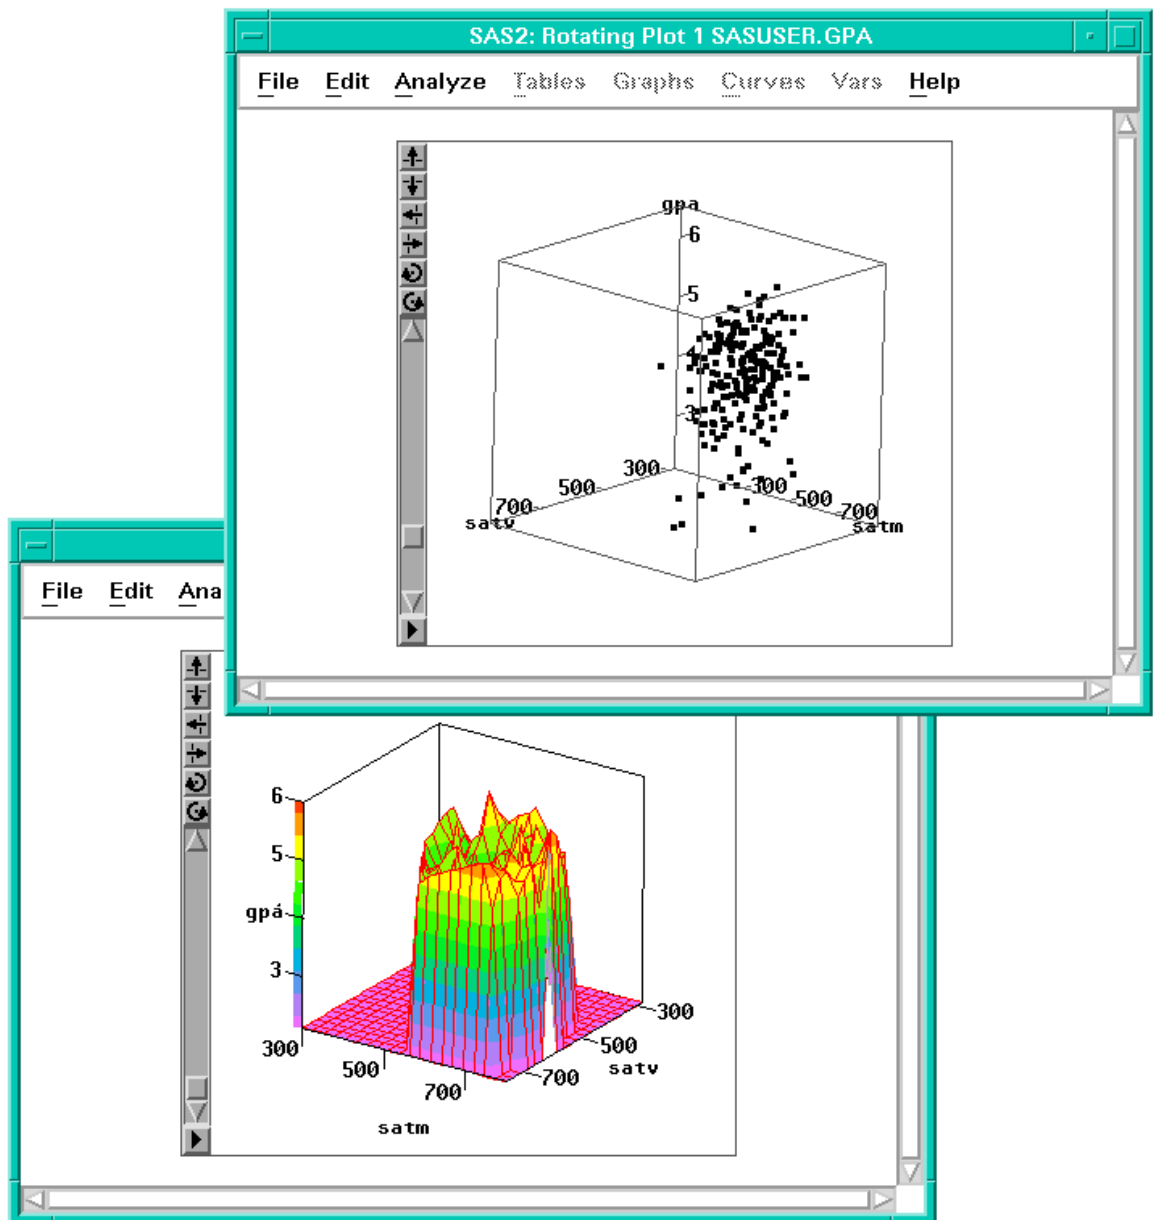 SAS2: Rotating Plot 1 SASUSER.GPA
File Edit Analyze Tables Graphs Curves Vars Help
gpa
6
5
4
3
300 300
500 500
700 700
satv satm
File Edit Ana
6
5
gpa
3
300
300
500
500
satv
700
700
satm